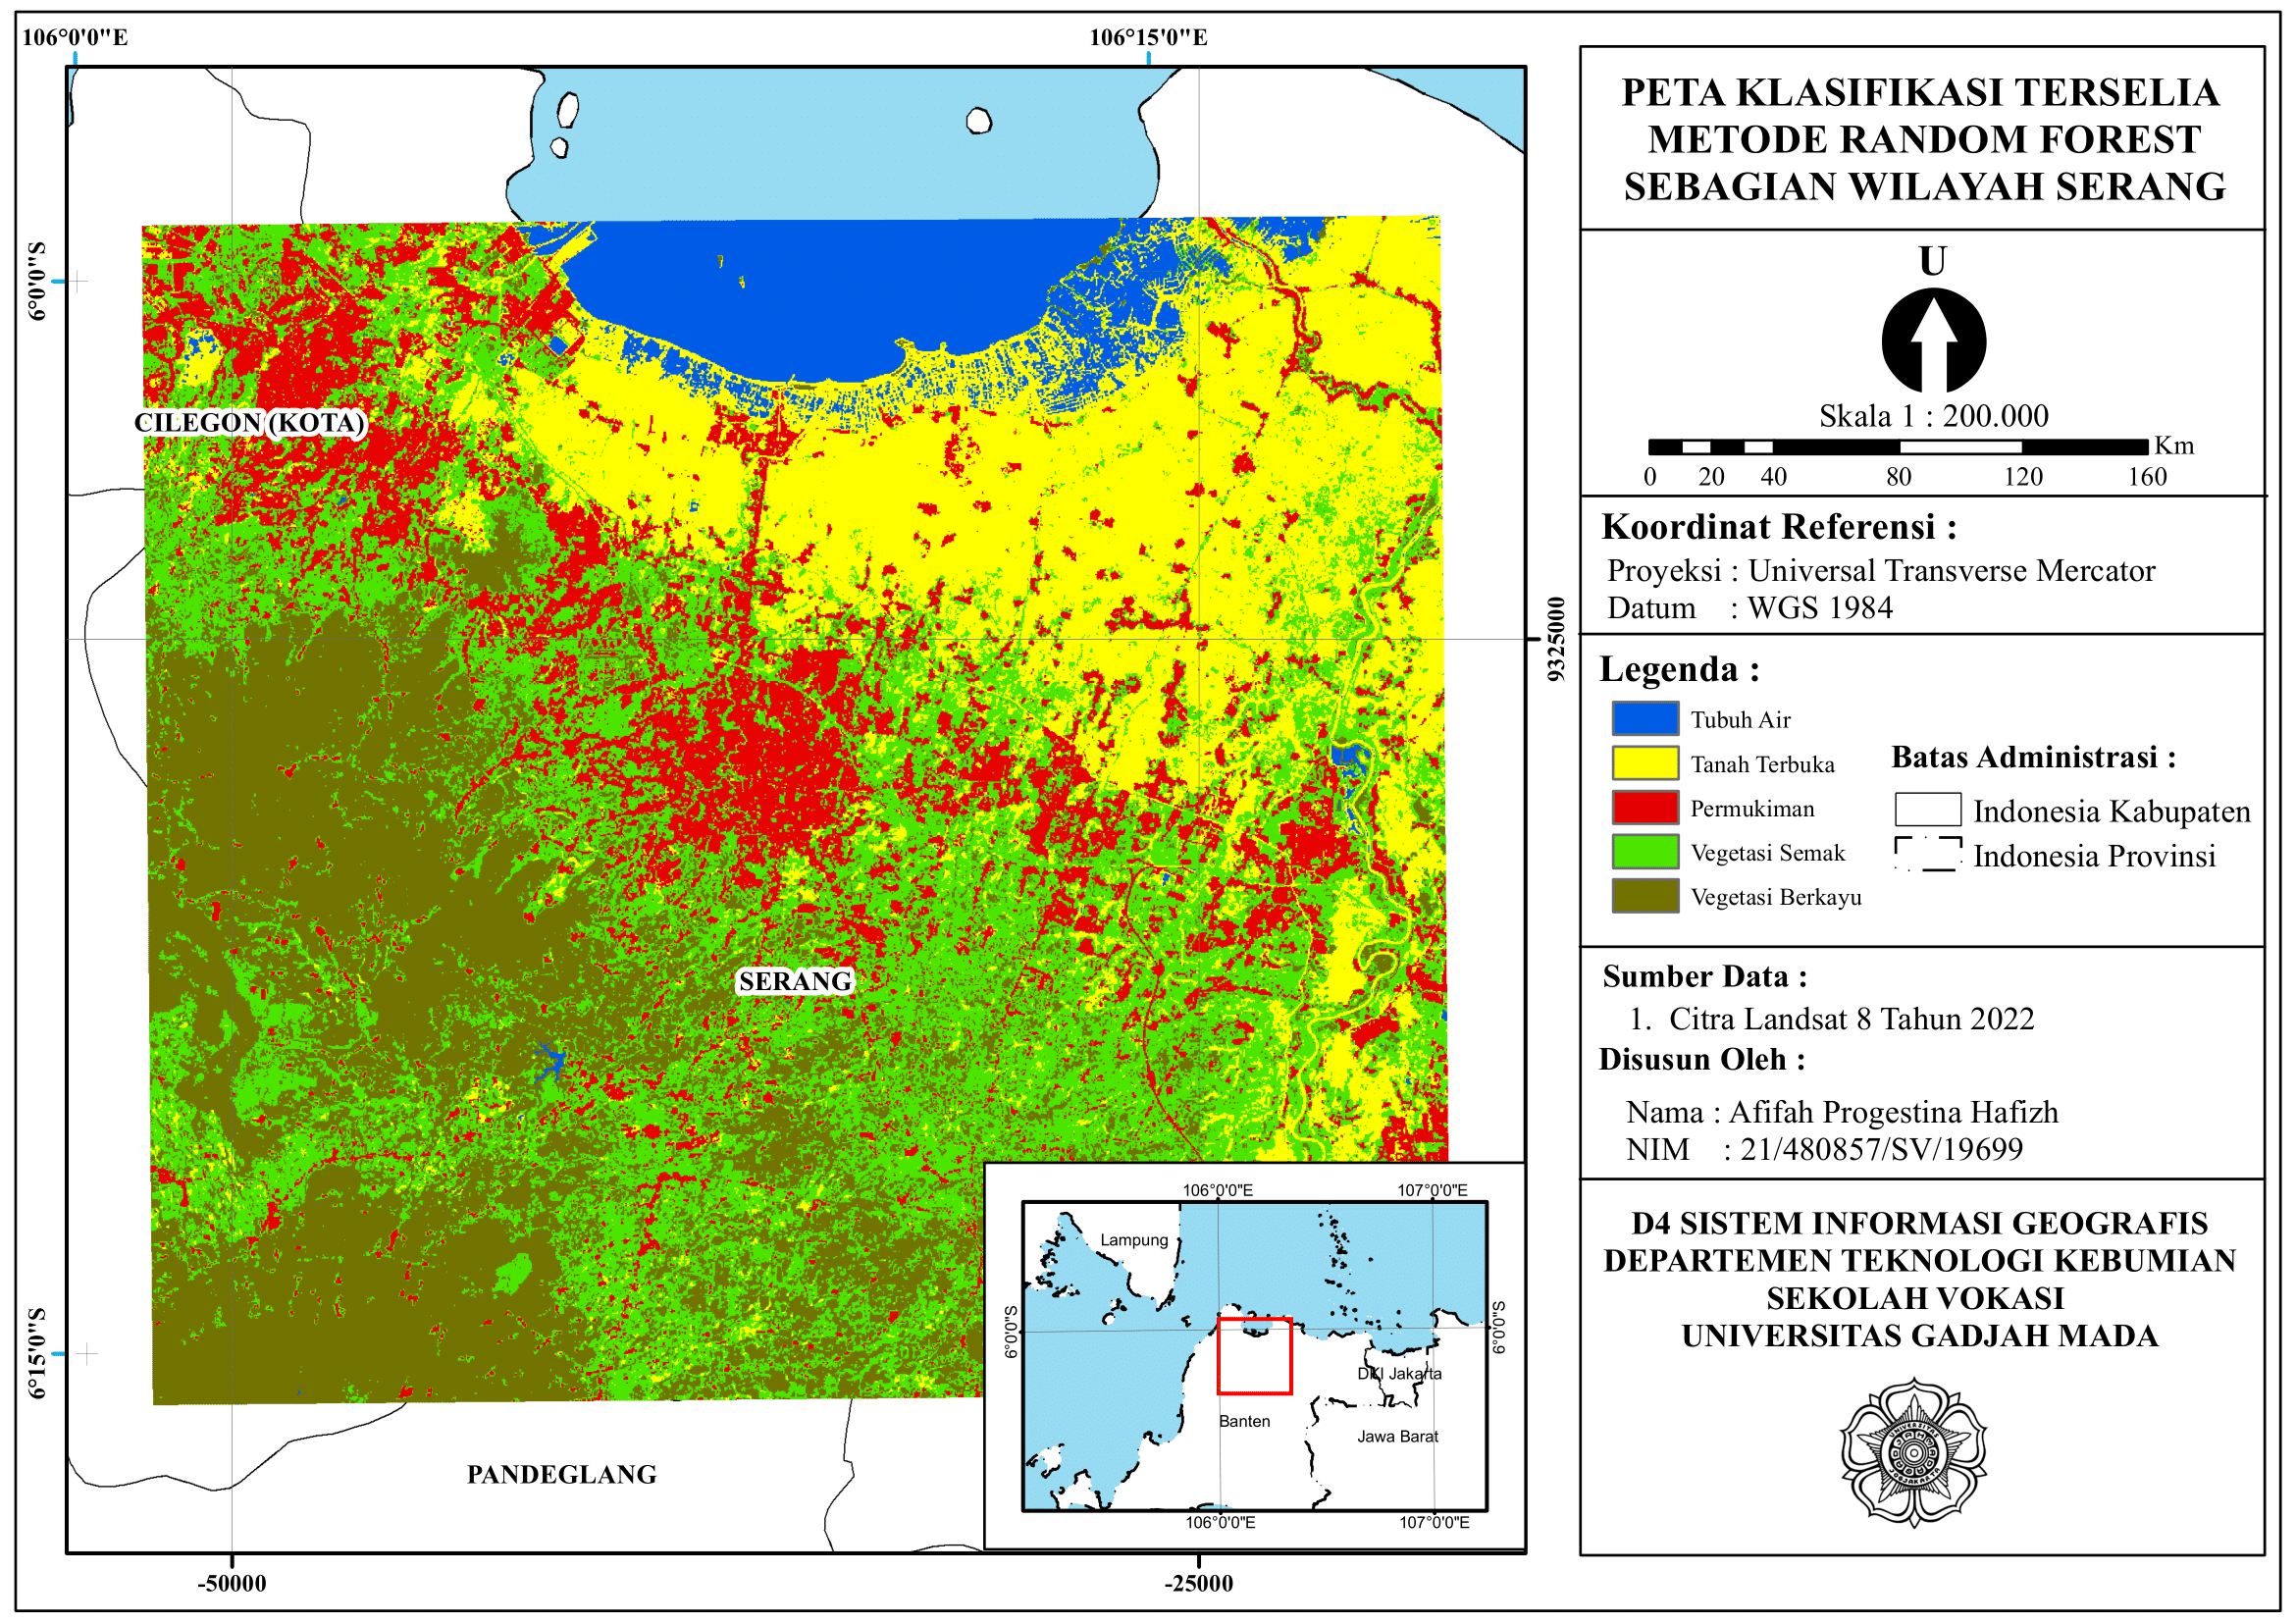 106°0'0"E
106°15'0"E
6°0'0"S
6°15'0"S
9325000
-50000
-25000
CILEGON (KOTA)
SERANG
PANDEGLANG
106°0'0"E
107°0'0"E
6°0'0"S
6°0'0"S
Lampung
DKI Jakarta
Banten
Jawa Barat
106°0'0"E
107°0'0"E
PETA KLASIFIKASI TERSELIA
METODE RANDOM FOREST
SEBAGIAN WILAYAH SERANG
U
Skala 1 : 200.000
Km
0 20 40 80 120 160
Koordinat Referensi :
Proyeksi : Universal Transverse Mercator
Datum : WGS 1984
Legenda :
Tubuh Air
Tanah Terbuka
Permukiman
Vegetasi Semak
Vegetasi Berkayu
Batas Administrasi :
Indonesia Kabupaten
Indonesia Provinsi
Sumber Data :
1. Citra Landsat 8 Tahun 2022
Disusun Oleh :
Nama : Afifah Progestina Hafizh
NIM : 21/480857/SV/19699
D4 SISTEM INFORMASI GEOGRAFIS
DEPARTEMEN TEKNOLOGI KEBUMIAN
SEKOLAH VOKASI
UNIVERSITAS GADJAH MADA